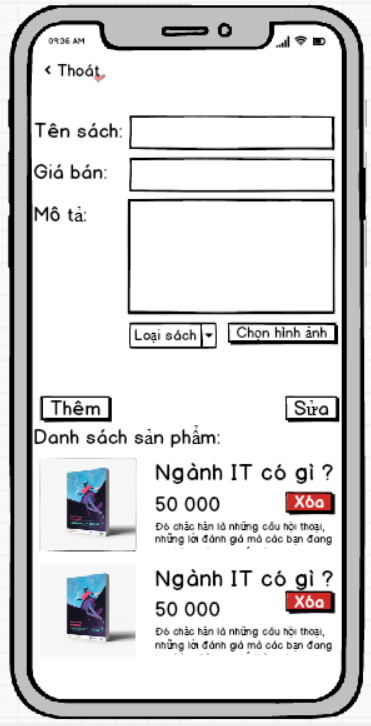 09:36 AM
< Thoát
Tên sách:
Giá bán:
Mô tả:
Loại sách
Chọn hình ảnh
Thêm
Sửa
Danh sách sản phẩm:
Ngành IT có gì ?
50 000
Xóa
Đó chắc hẳn là những câu hỏi thoại,
những lời đánh giá mà các bạn đang
Ngành IT có gì ?
50 000
Xóa
Đó chắc hẳn là những câu hỏi thoại,
những lời đánh giá mà các bạn đang